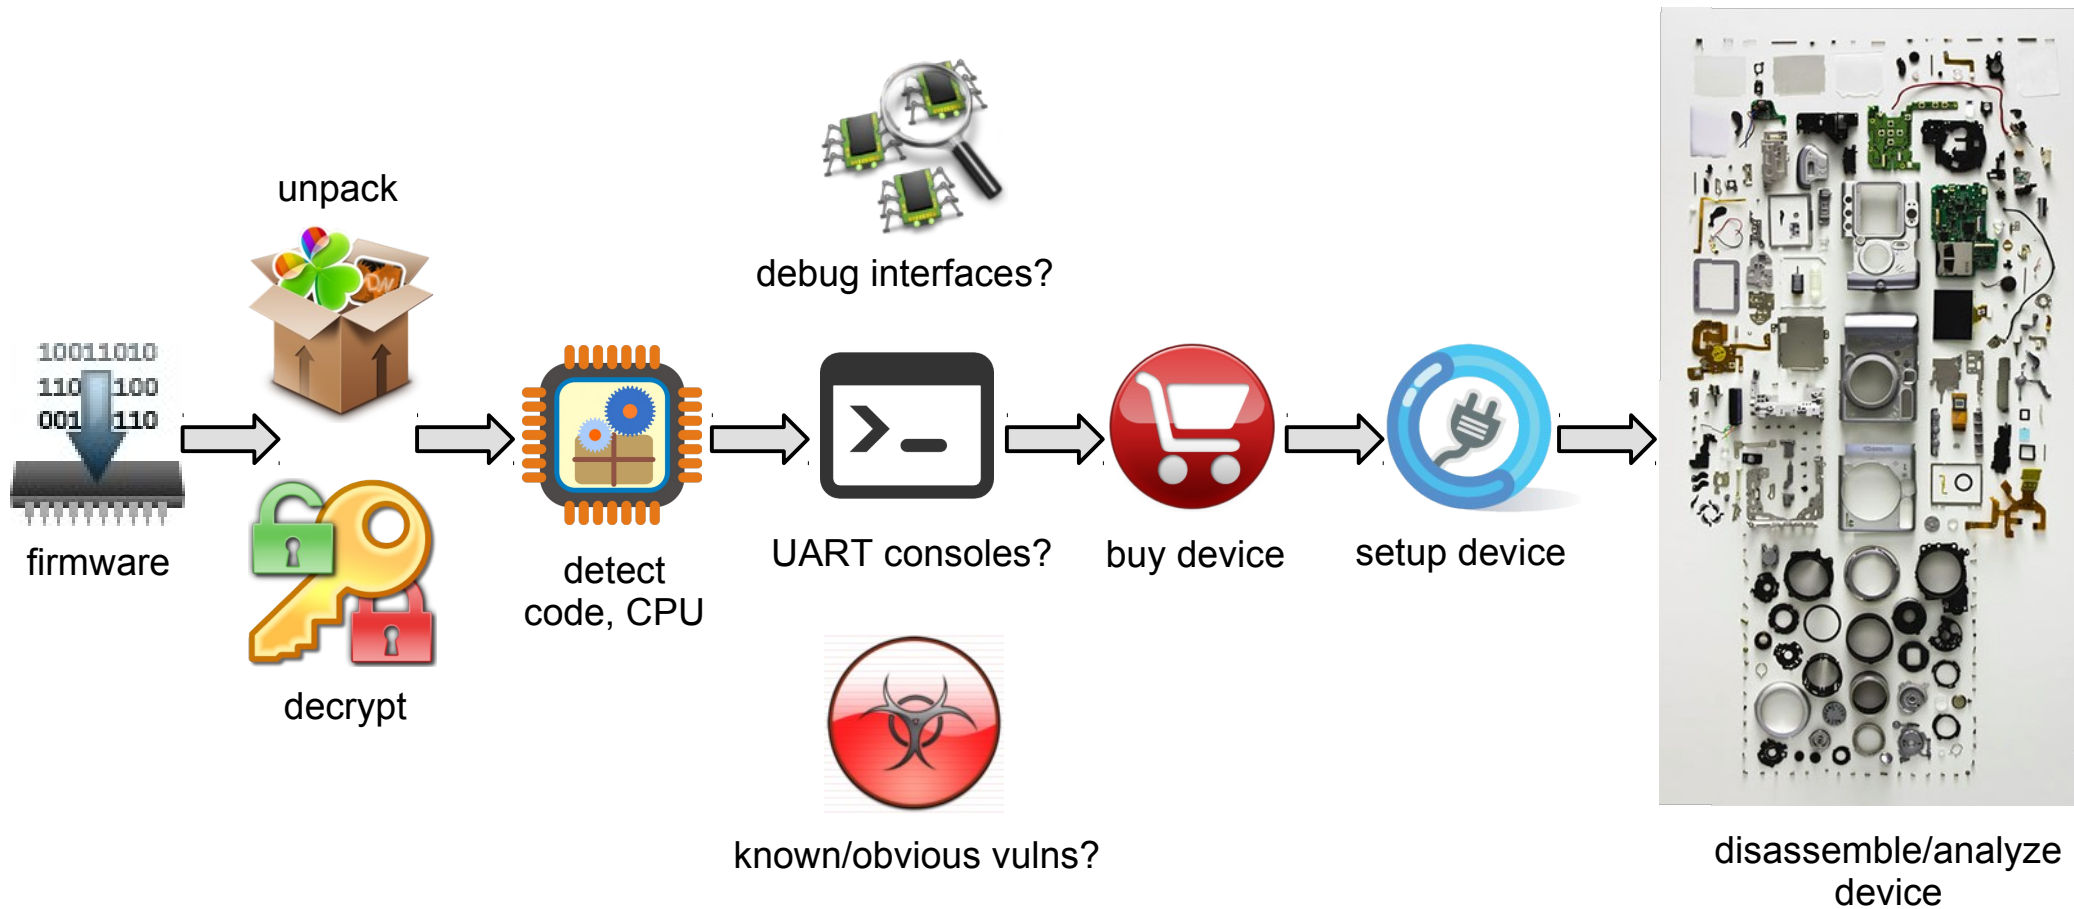 unpack
debug interfaces?
10011010
110 100
001 110
firmware
decrypt
detect
code, CPU
UART consoles?
buy device
setup device
known/obvious vulns?
disassemble/analyze
device